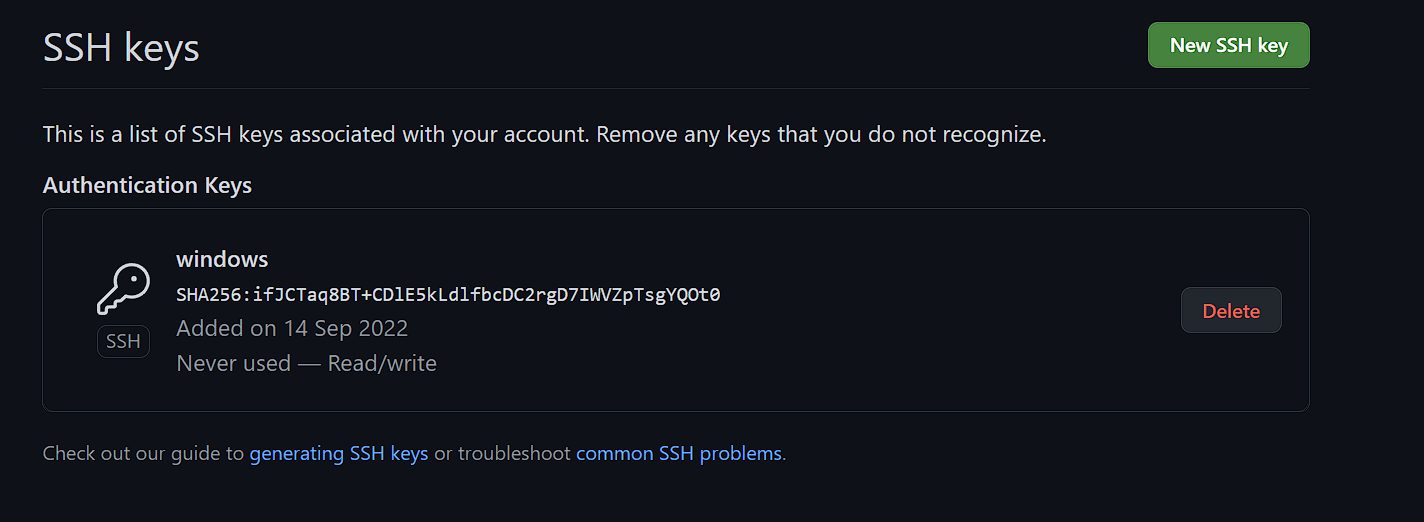 SSH keys
New SSH key
This is a list of SSH keys associated with your account. Remove any keys that you do not recognize.
Authentication Keys
windows
SHA256:ifJCTaq8BT+CDlE5kLdlfbcDC2rgD7IWVZpTsgYQOt0
Added on 14 Sep 2022
Never used — Read/write
SSH
Delete
Check out our guide to generating SSH keys or troubleshoot common SSH problems.